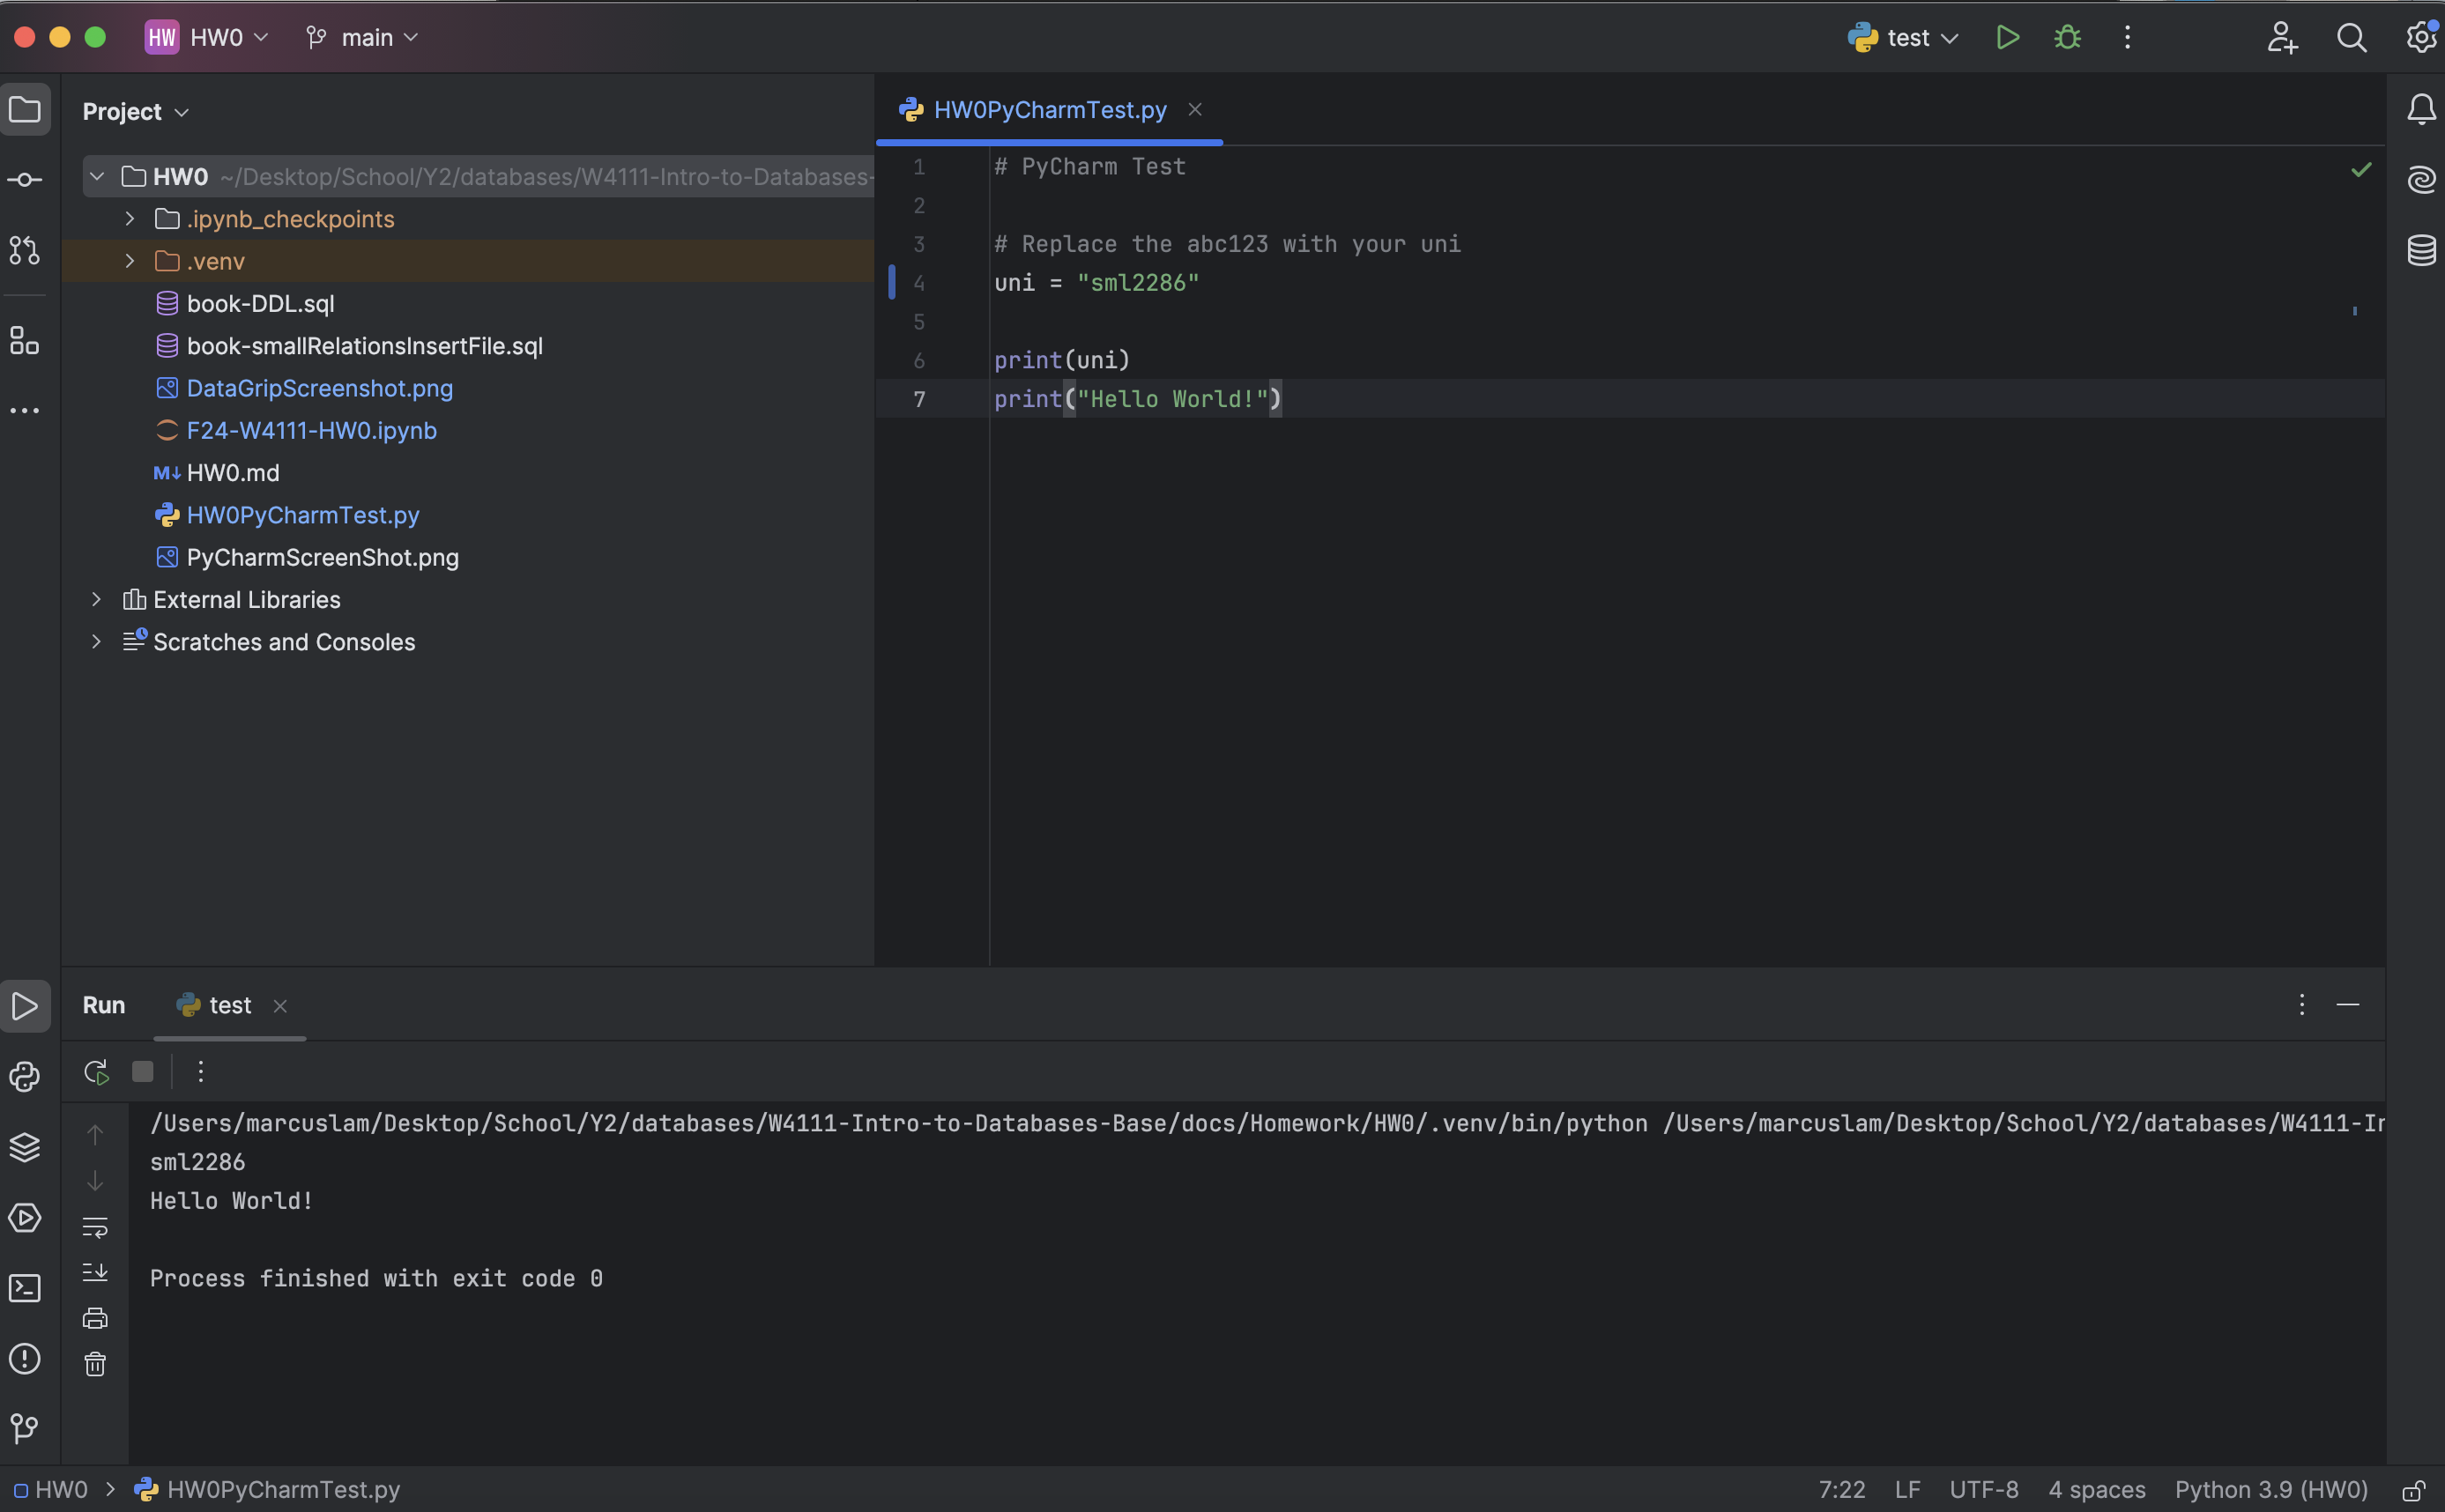 HW HW0 main test
Project
HW0 ~/Desktop/School/Y2/databases/W4111-Intro-to-Databases-
.ipynb_checkpoints
.venv
book-DDL.sql
book-smallRelationsInsertFile.sql
DataGripScreenshot.png
F24-W4111-HW0.ipynb
M↓ HW0.md
HW0PyCharmTest.py
PyCharmScreenShot.png
External Libraries
Scratches and Consoles
HW0PyCharmTest.py
1 # PyCharm Test
2
3 # Replace the abc123 with your uni
4 uni = "sml2286"
5
6 print(uni)
7 print("Hello World!")
Run test
/Users/marcuslam/Desktop/School/Y2/databases/W4111-Intro-to-Databases-Base/docs/Homework/HW0/.venv/bin/python /Users/marcuslam/Desktop/School/Y2/databases/W4111-In
sml2286
Hello World!
Process finished with exit code 0
HW0 > HW0PyCharmTest.py 7:22 LF UTF-8 4 spaces Python 3.9 (HW0)